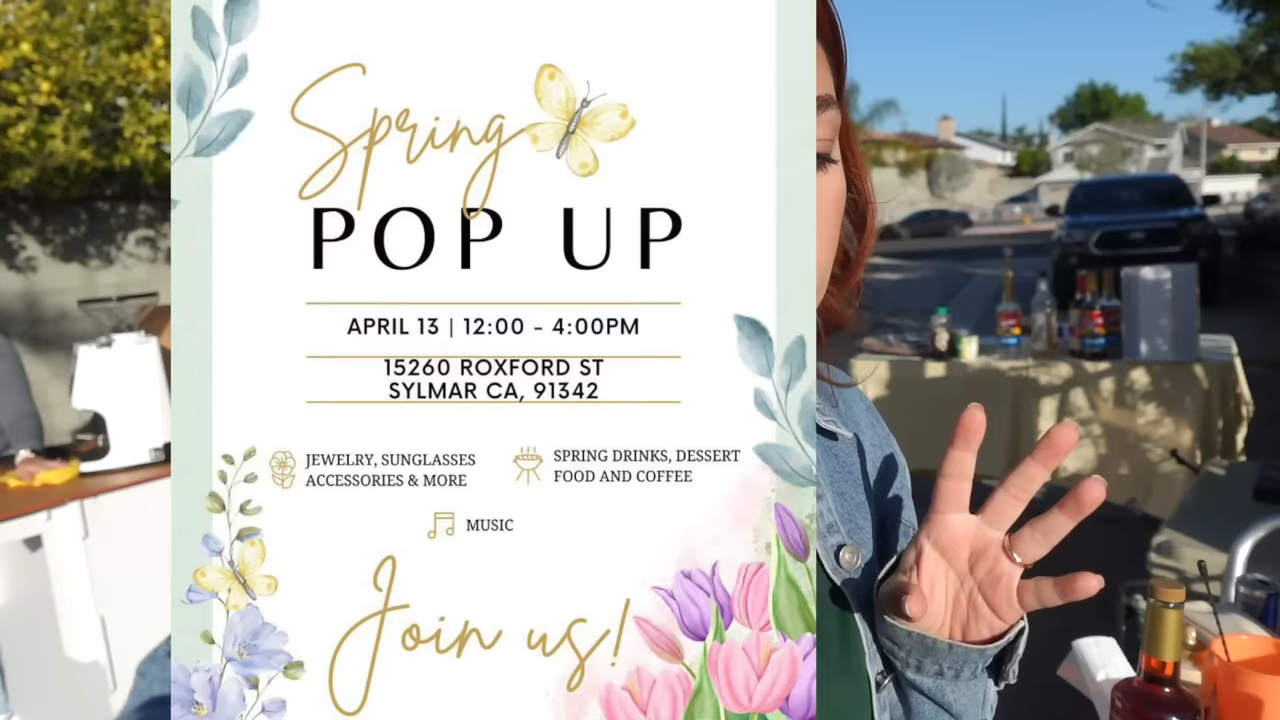 Spring
POP UP
APRIL 13 | 12:00 - 4:00PM
15260 ROXFORD ST
SYLMAR CA, 91342
JEWELRY, SUNGLASSES
ACCESSORIES & MORE
SPRING DRINKS, DESSERT
FOOD AND COFFEE
MUSIC
Join us!